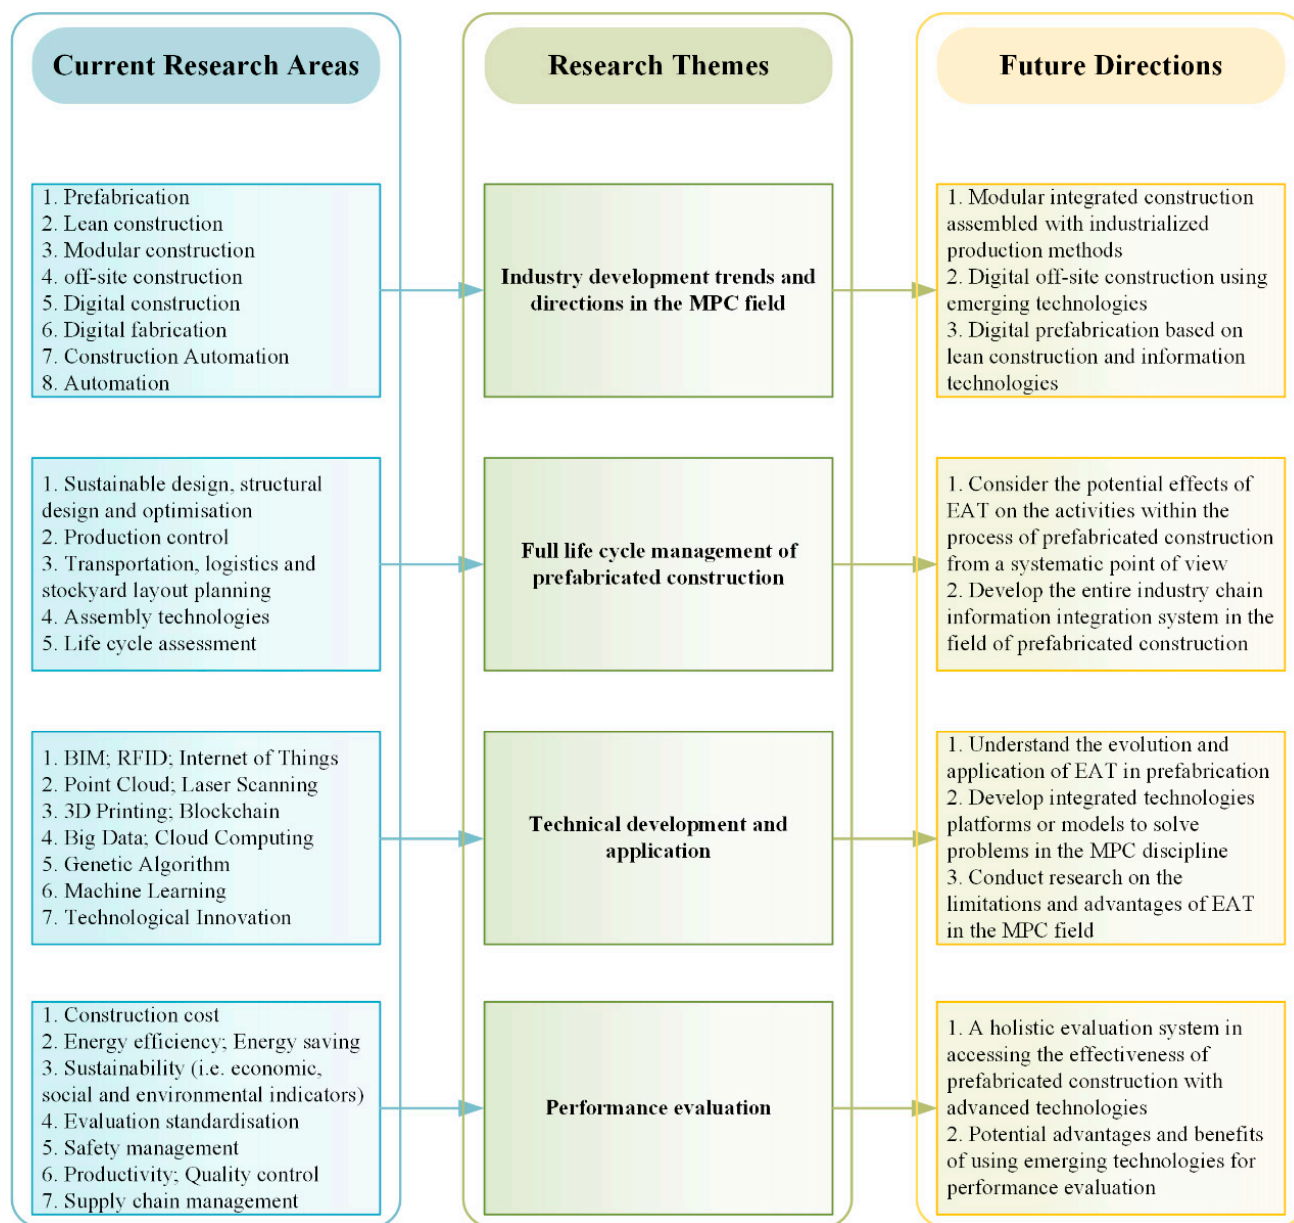 Current Research Areas
Research Themes
Future Directions
1. Prefabrication
2. Lean construction
3. Modular construction
4. off-site construction
5. Digital construction
6. Digital fabrication
7. Construction Automation
8. Automation
Industry development trends and
directions in the MPC field
1. Modular integrated construction
assembled with industrialized
production methods
2. Digital off-site construction using
emerging technologies
3. Digital prefabrication based on
lean construction and information
technologies
1. Sustainable design, structural
design and optimisation
2. Production control
3. Transportation, logistics and
stockyard layout planning
4. Assembly technologies
5. Life cycle assessment
Full life cycle management of
prefabricated construction
1. Consider the potential effects of
EAT on the activities within the
process of prefabricated construction
from a systematic point of view
2. Develop the entire industry chain
information integration system in the
field of prefabricated construction
1. BIM; RFID; Internet of Things
2. Point Cloud; Laser Scanning
3. 3D Printing; Blockchain
4. Big Data; Cloud Computing
5. Genetic Algorithm
6. Machine Learning
7. Technological Innovation
Technical development and
application
1. Understand the evolution and
application of EAT in prefabrication
2. Develop integrated technologies
platforms or models to solve
problems in the MPC discipline
3. Conduct research on the
limitations and advantages of EAT
in the MPC field
1. Construction cost
2. Energy efficiency; Energy saving
3. Sustainability (i.e. economic,
social and environmental indicators)
4. Evaluation standardisation
5. Safety management
6. Productivity; Quality control
7. Supply chain management
Performance evaluation
1. A holistic evaluation system in
accessing the effectiveness of
prefabricated construction with
advanced technologies
2. Potential advantages and benefits
of using emerging technologies for
performance evaluation